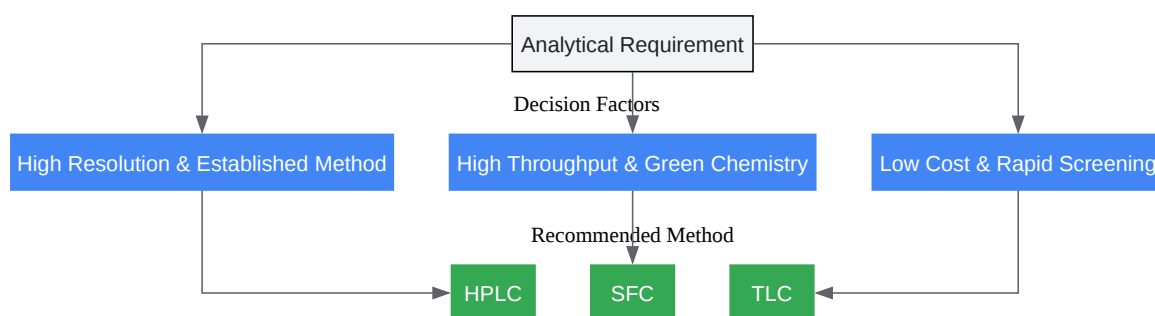 Analytical Requirement
Decision Factors
High Resolution & Established Method
High Throughput & Green Chemistry
Low Cost & Rapid Screening
Recommended Method
HPLC
SFC
TLC